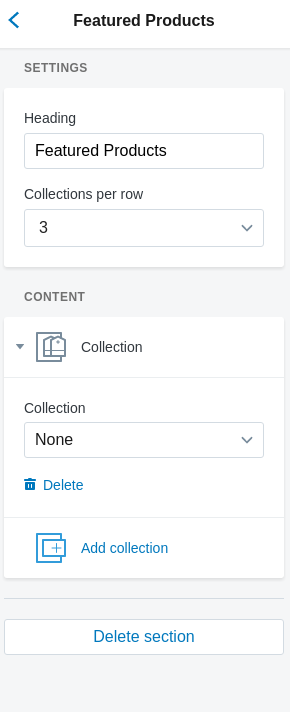 Featured Products
SETTINGS
Heading
Featured Products
Collections per row
3
CONTENT
Collection
Collection
None
Delete
Add collection
Delete section